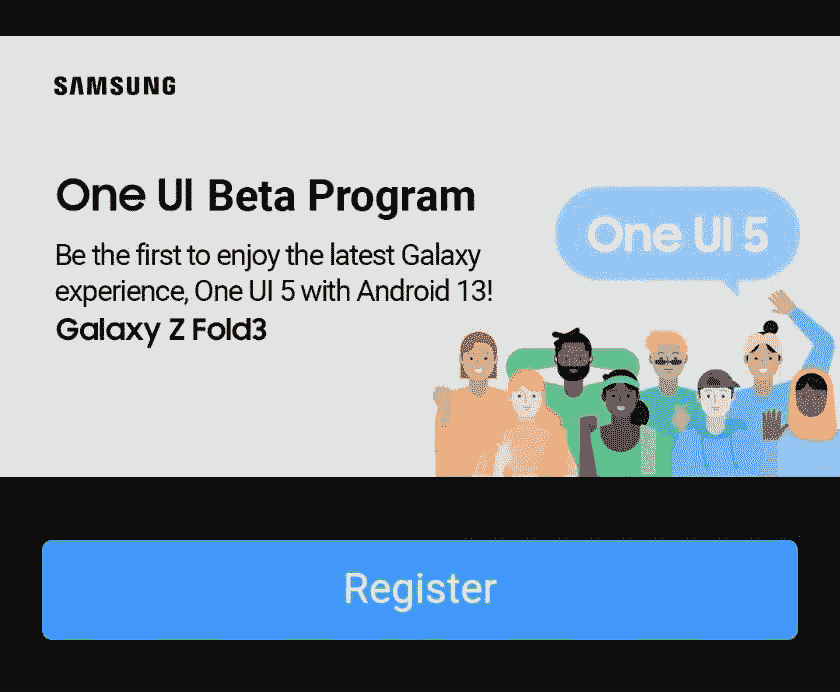 SAMSUNG
One UI Beta Program
One UI 5
Be the first to enjoy the latest Galaxy
experience, One UI 5 with Android 13!
Galaxy Z Fold3
Register